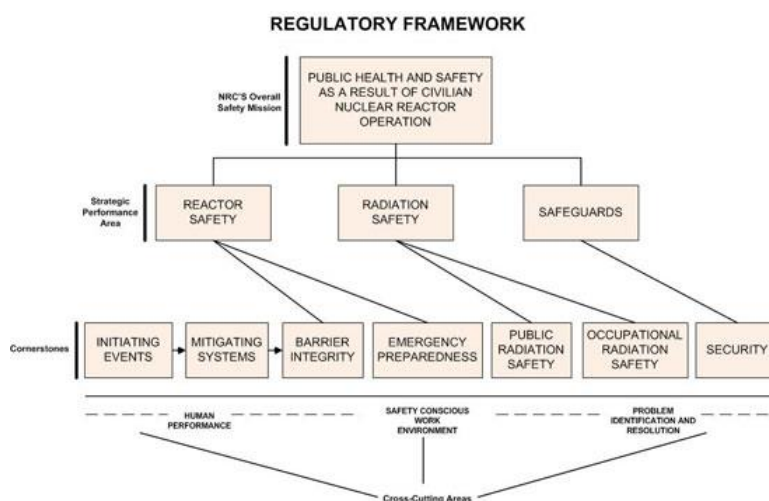 REGULATORY FRAMEWORK
NRC'S Overall
Safety Mission
PUBLIC HEALTH AND SAFETY
AS A RESULT OF CIVILIAN
NUCLEAR REACTOR
OPERATION
Strategic
Performance
Area
REACTOR
SAFETY
RADIATION
SAFETY
SAFEGUARDS
Cornerstones
INITIATING
EVENTS
MITIGATING
SYSTEMS
BARRIER
INTEGRITY
EMERGENCY
PREPAREDNESS
PUBLIC
RADIATION
SAFETY
OCCUPATIONAL
RADIATION
SAFETY
SECURITY
HUMAN
PERFORMANCE
SAFETY CONSCIOUS
WORK
ENVIRONMENT
PROBLEM
IDENTIFICATION AND
RESOLUTION
Cross-Cutting Areas